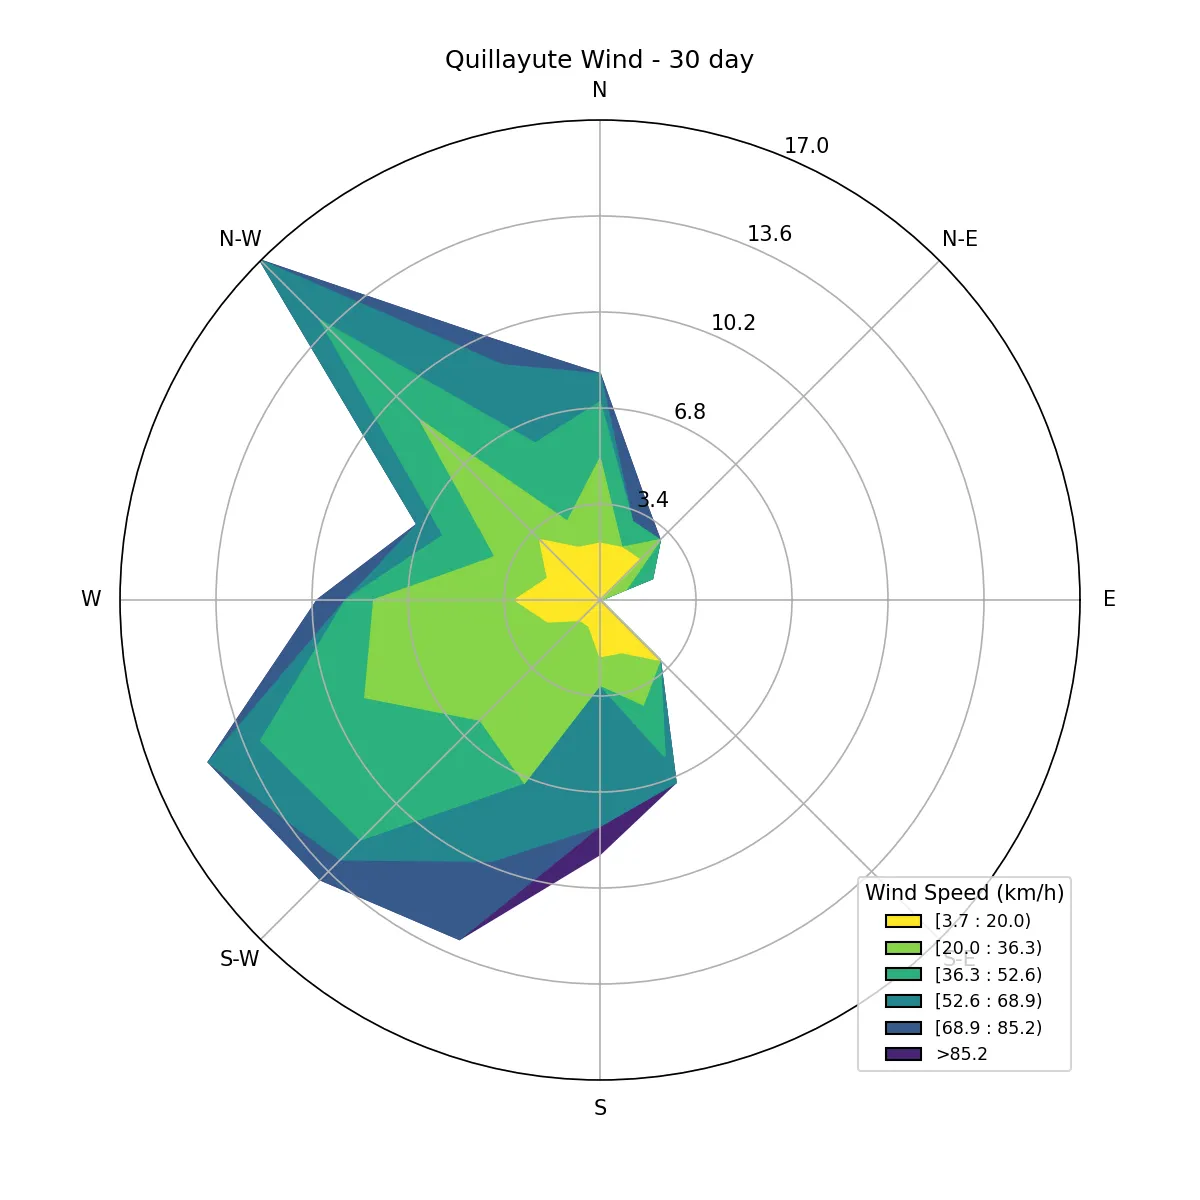 Quillayute Wind - 30 day
N
17.0
13.6
N-W
N-E
10.2
6.8
3.4
W
E
Wind Speed (km/h)
[3.7 : 20.0)
[20.0 : 36.3)
S-W
S-E
[36.3 : 52.6)
[52.6 : 68.9)
[68.9 : 85.2)
>85.2
S